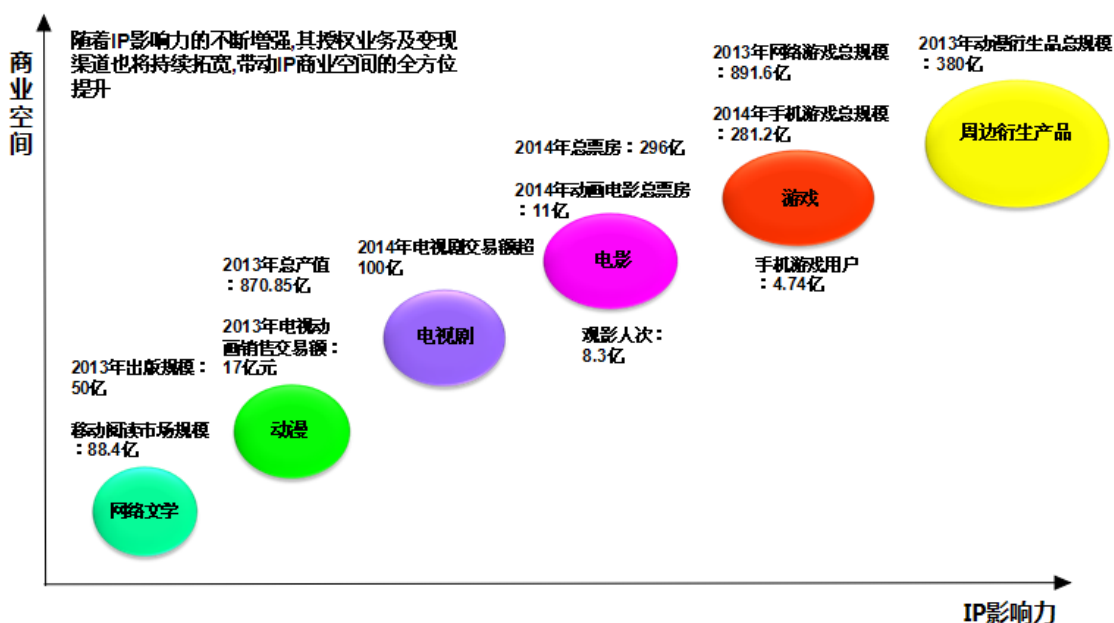 随着IP影响力的不断增强,其授权业务及变现
渠道也将持续拓宽,带动IP商业空间的全方位
提升
商业空间
2013年出版规模：
50亿
移动阅读市场规模
：88.4亿
网络文学
2013年总产值
：870.85亿
2013年电视动
画销售交易额：
17亿元
动漫
2014年电视剧交易额超
100亿
电视剧
2014年总票房：296亿
2014年动画电影总票房
：11亿
电影
观影人次：
8.3亿
2013年网络游戏总规模
：891.6亿
2014年手机游戏总规模
：281.2亿
游戏
手机游戏用户
：4.74亿
2013年动漫衍生品总规模
：380亿
周边衍生产品
IP影响力